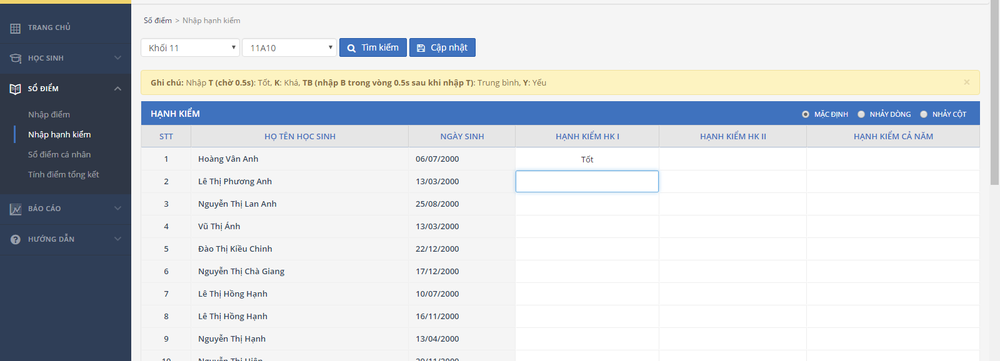 TRANG CHỦ
HỌC SINH
SỔ ĐIỂM
Nhập điểm
Nhập hạnh kiểm
Sổ điểm cá nhân
Tính điểm tổng kết
BÁO CÁO
HƯỚNG DẪN
Sổ điểm > Nhập hạnh kiểm
Khối 11 11A10 Tìm kiếm Cập nhật
Ghi chú: Nhập T (chờ 0.5s): Tốt, K: Khá, TB (nhập B trong vòng 0.5s sau khi nhập T): Trung bình, Y: Yếu ×
HẠNH KIỂM MẶC ĐỊNH NHẢY DÒNG NHẢY CỘT
STT HỌ TÊN HỌC SINH NGÀY SINH HẠNH KIỂM HK I HẠNH KIỂM HK II HẠNH KIỂM CẢ NĂM
1 Hoàng Vân Anh 06/07/2000 Tốt
2 Lê Thị Phương Anh 13/03/2000
3 Nguyễn Thị Lan Anh 25/08/2000
4 Vũ Thị Ánh 13/03/2000
5 Đào Thị Kiều Chinh 22/12/2000
6 Nguyễn Thị Chà Giang 17/12/2000
7 Lê Thị Hồng Hạnh 10/07/2000
8 Lê Thị Hồng Hạnh 16/11/2000
9 Nguyễn Thị Hạnh 13/04/2000
10 Nguyễn Thị Hiên 20/11/2000